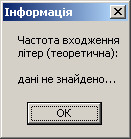 Інформація
Частота входження
літер (теоретична):
дані не знайдено...
OK